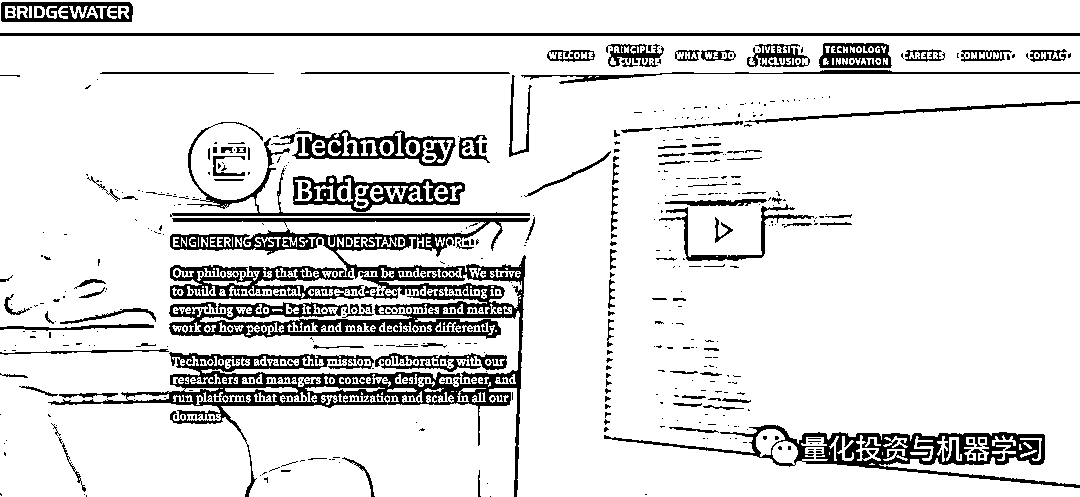 BRIDGEWATER
WELCOME
PRINCIPLES
& CULTURE
WHAT WE DO
DIVERSITY
& INCLUSION
TECHNOLOGY
& INNOVATION
CAREERS
COMMUNITY
CONTACT
Technology at
Bridgewater
ENGINEERING SYSTEMS TO UNDERSTAND THE WORLD
Our philosophy is that the world can be understood. We strive
to build a fundamental, cause-and-effect understanding in
everything we do — be it how global economies and markets
work or how people think and make decisions differently.
Technologists advance this mission, collaborating with our
researchers and managers to conceive, design, engineer, and
run platforms that enable systemization and scale in all our
domains.
量化投资与机器学习